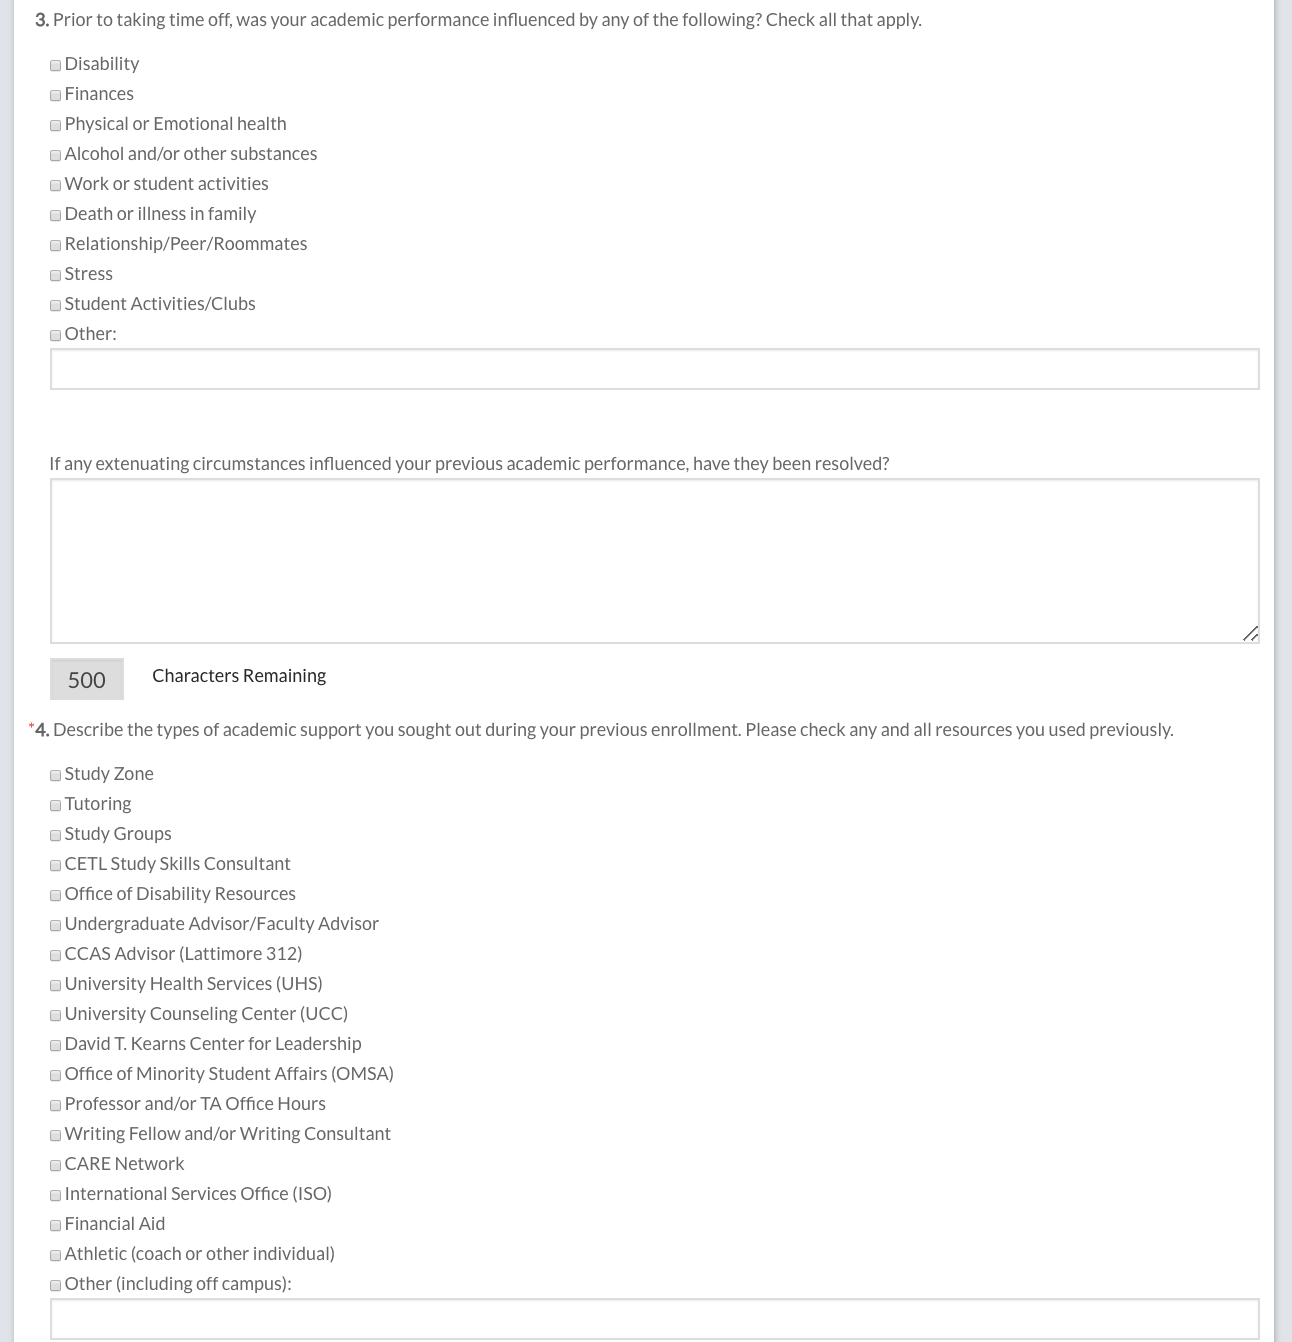 3. Prior to taking time off, was your academic performance influenced by any of the following? Check all that apply.
Disability
Finances
Physical or Emotional health
Alcohol and/or other substances
Work or student activities
Death or illness in family
Relationship/Peer/Roommates
Stress
Student Activities/Clubs
Other:
If any extenuating circumstances influenced your previous academic performance, have they been resolved?
500 Characters Remaining
*4. Describe the types of academic support you sought out during your previous enrollment. Please check any and all resources you used previously.
Study Zone
Tutoring
Study Groups
CETL Study Skills Consultant
Office of Disability Resources
Undergraduate Advisor/Faculty Advisor
CCAS Advisor (Lattimore 312)
University Health Services (UHS)
University Counseling Center (UCC)
David T. Kearns Center for Leadership
Office of Minority Student Affairs (OMSA)
Professor and/or TA Office Hours
Writing Fellow and/or Writing Consultant
CARE Network
International Services Office (ISO)
Financial Aid
Athletic (coach or other individual)
Other (including off campus):